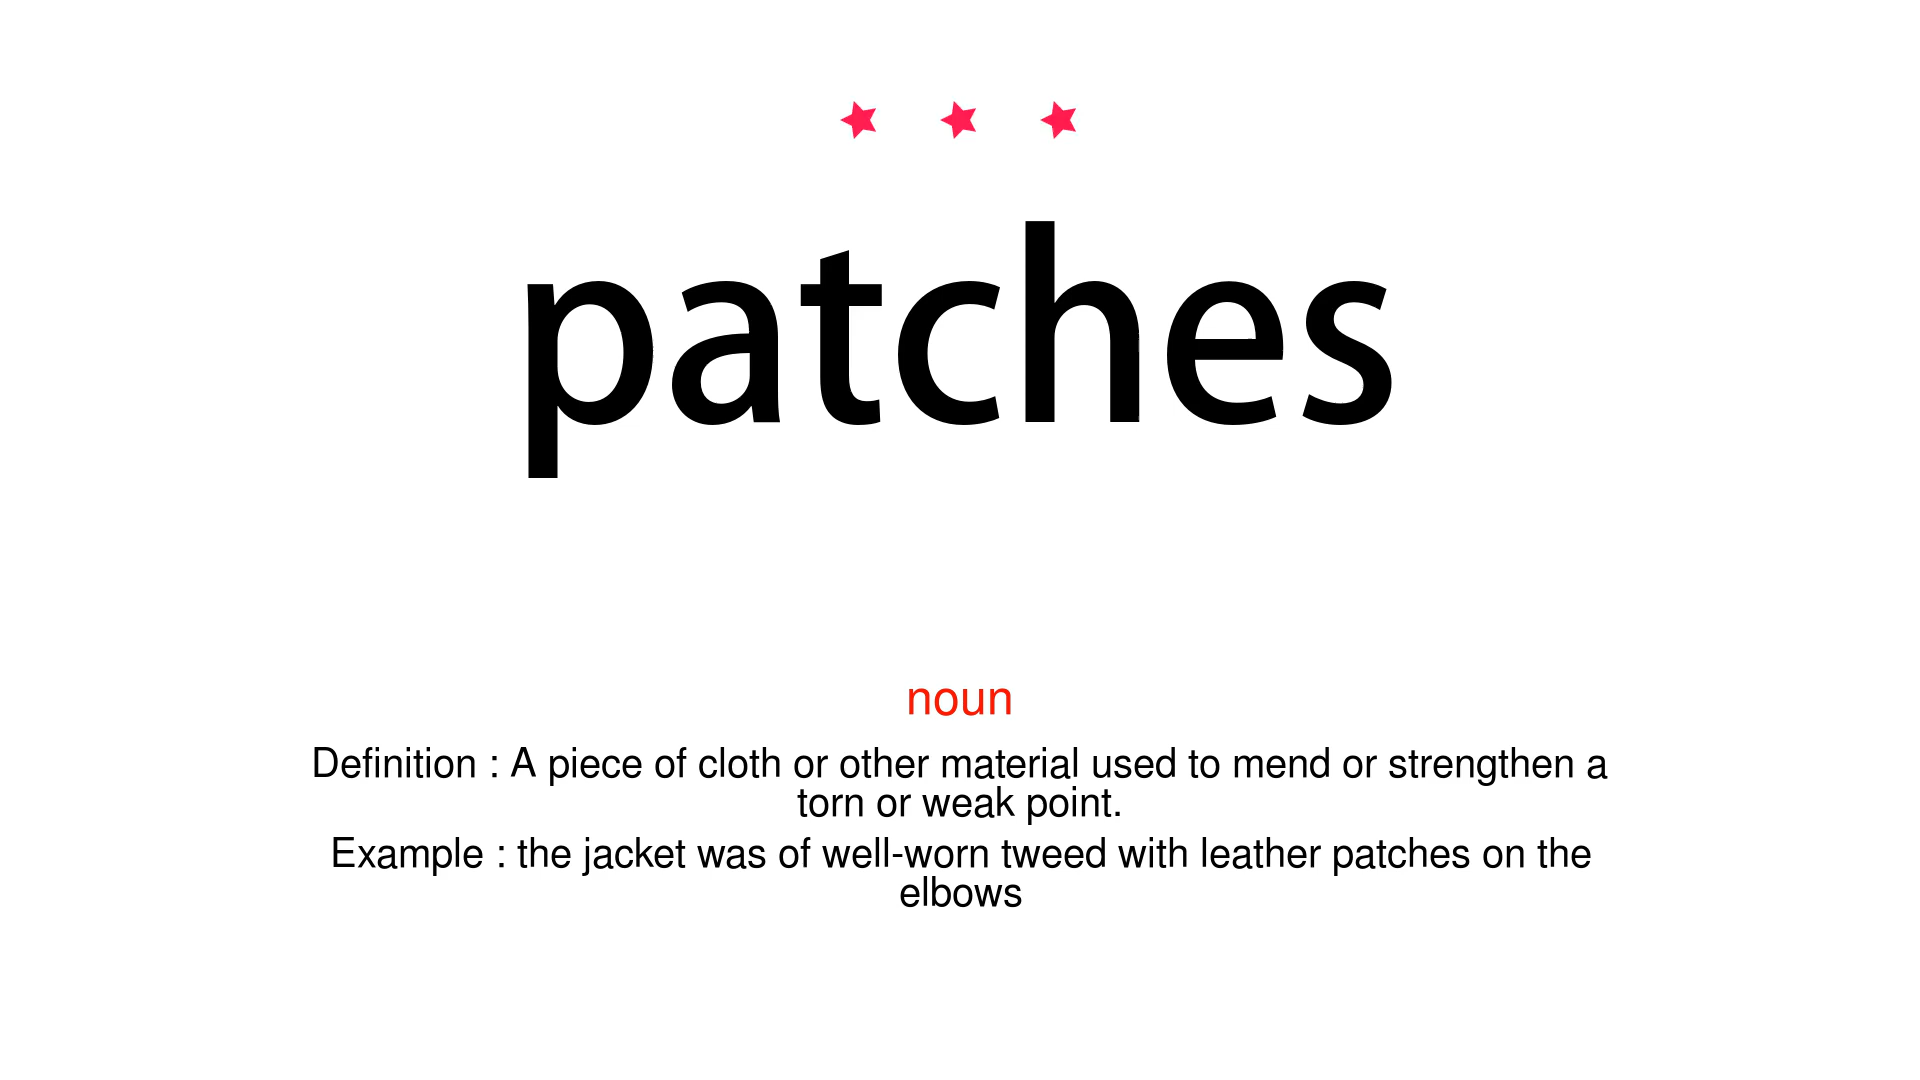 patches
noun
Definition : A piece of cloth or other material used to mend or strengthen a
torn or weak point.
Example : the jacket was of well-worn tweed with leather patches on the
elbows